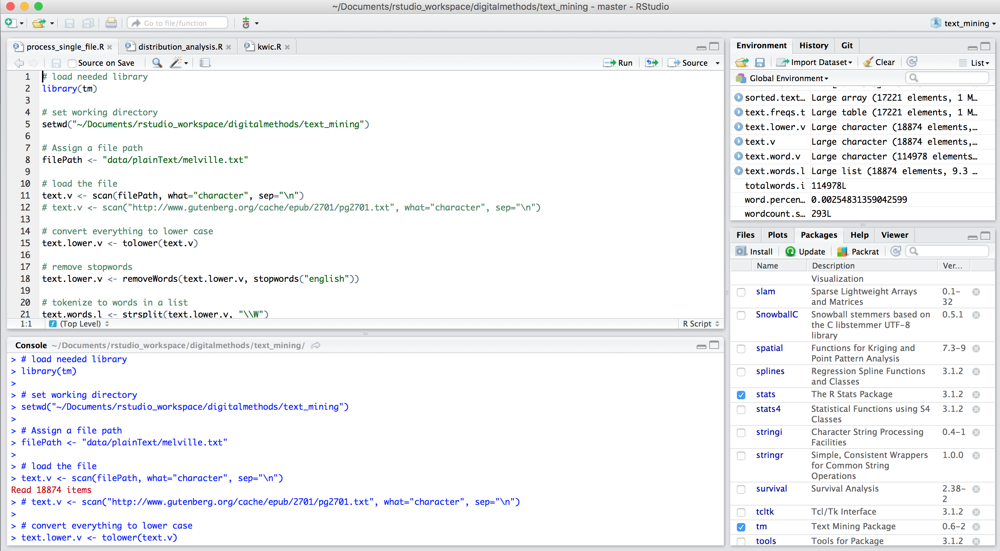 ~/Documents/rstudio_workspace/digitalmethods/text_mining - master - RStudio
Go to file/function
text_mining
process_single_file.R
distribution_analysis.R
kwic.R
Source on Save
Run
Source
1 # load needed library
2 library(tm)
3
4 # set working directory
5 setwd("~/Documents/rstudio_workspace/digitalmethods/text_mining")
6
7 # Assign a file path
8 filePath <- "data/plainText/melville.txt"
9
10 # load the file
11 text.v <- scan(filePath, what="character", sep="\n")
12 # text.v <- scan("http://www.gutenberg.org/cache/epub/2701/pg2701.txt", what="character", sep="\n")
13
14 # convert everything to lower case
15 text.lower.v <- tolower(text.v)
16
17 # remove stopwords
18 text.lower.v <- removeWords(text.lower.v, stopwords("english"))
19
20 # tokenize to words in a list
21 text.words.l <- strsplit(text.lower.v, "\\W")
1:1 (Top Level) R Script
Console ~/Documents/rstudio_workspace/digitalmethods/text_mining/
> # load needed library
> library(tm)
>
> # set working directory
> setwd("~/Documents/rstudio_workspace/digitalmethods/text_mining")
>
> # Assign a file path
> filePath <- "data/plainText/melville.txt"
>
> # load the file
> text.v <- scan(filePath, what="character", sep="\n")
Read 18874 items
> # text.v <- scan("http://www.gutenberg.org/cache/epub/2701/pg2701.txt", what="character", sep="\n")
>
> # convert everything to lower case
> text.lower.v <- tolower(text.v)
Environment History Git
Import Dataset Clear List
Global Environment
sorted.text… Large array (17221 elements, 1 M…
text.freqs.t Large table (17221 elements, 1 M…
text.lower.v Large character (18874 elements,…
text.v Large character (18874 elements,…
text.word.v Large character (114978 elements…
text.words.l Large list (18874 elements, 9.3 …
totalwords.i 114978L
word.percen… 0.00254831359042599
wordcount.s… 293L
Files Plots Packages Help Viewer
Install Update Packrat
Name Description Ver…
Visualization
slam Sparse Lightweight Arrays 0.1-
and Matrices 32
SnowballC Snowball stemmers based on 0.5.1
the C libstemmer UTF-8
library
spatial Functions for Kriging and 7.3-9
Point Pattern Analysis
splines Regression Spline Functions 3.1.2
and Classes
stats The R Stats Package 3.1.2
stats4 Statistical Functions using S4 3.1.2
Classes
stringi Character String Processing 0.4-1
Facilities
stringr Simple, Consistent Wrappers 1.0.0
for Common String
Operations
survival Survival Analysis 2.38-
2
tcltk Tcl/Tk Interface 3.1.2
tm Text Mining Package 0.6-2
tools Tools for Package 3.1.2